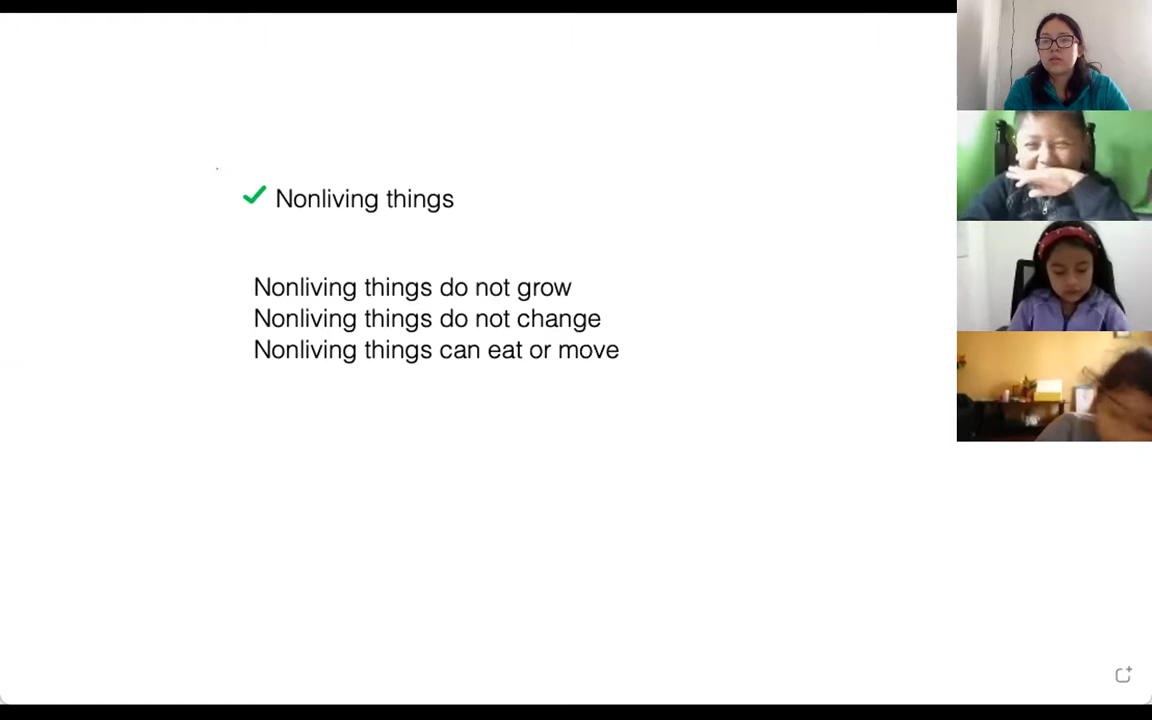 Nonliving things
Nonliving things do not grow
Nonliving things do not change
Nonliving things can eat or move